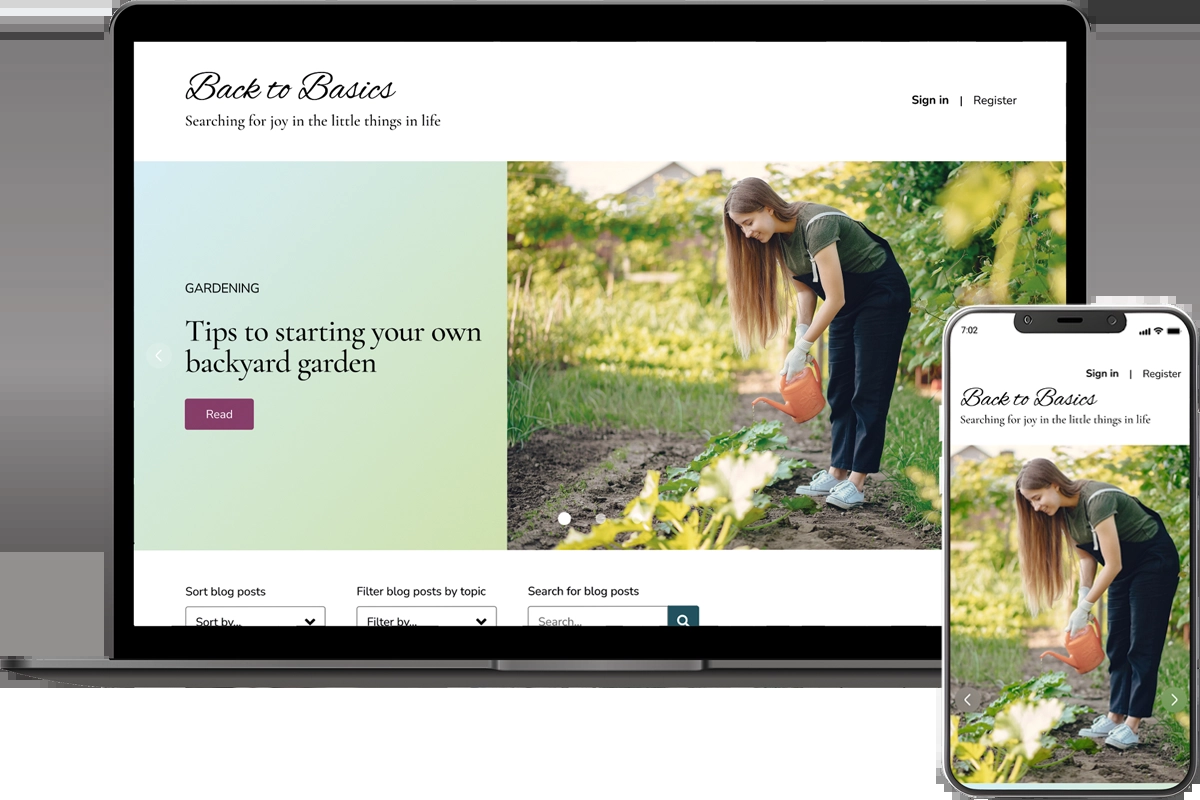 Back to Basics
Searching for joy in the little things in life
Sign in | Register
GARDENING
Tips to starting your own
backyard garden
Read
Sort blog posts
Filter blog posts by topic
Search for blog posts
Sort by...
Filter by...
Search...
7:02
Sign in | Register
Back to Basics
Searching for joy in the little things in life